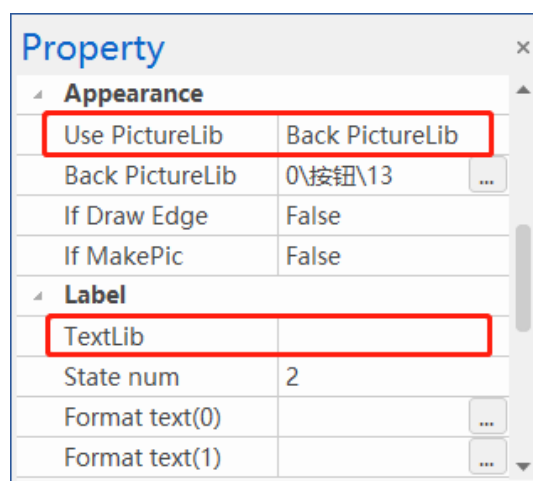 Property
Appearance
Use PictureLib Back PictureLib
Back PictureLib 0\按钮\13 ...
If Draw Edge False
If MakePic False
Label
TextLib
State num 2
Format text(0) ...
Format text(1) ...